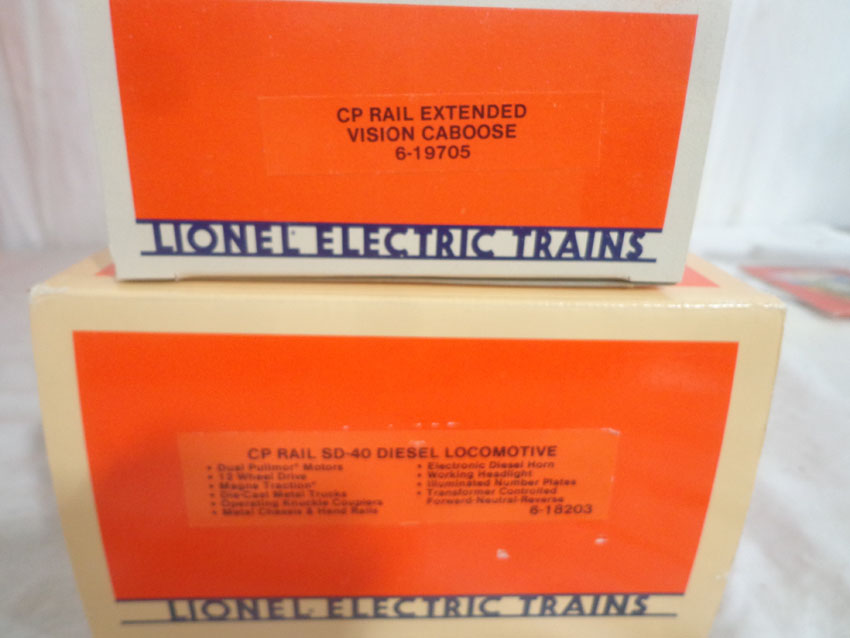 CP RAIL EXTENDED
VISION CABOOSE
6-19705
LIONEL ELECTRIC TRAINS
CP RAIL SD-40 DIESEL LOCOMOTIVE
• Dual Pullmor® Motors
• 12 Wheel Drive
• Magne Traction®
• Die-Cast Metal Trucks
• Operating Knuckle Couplers
• Metal Chassis & Hand Rails
• Electronic Diesel Horn
• Working Headlight
• Illuminated Number Plates
• Transformer Controlled
Forward-Neutral-Reverse
6-18203
LIONEL ELECTRIC TRAINS